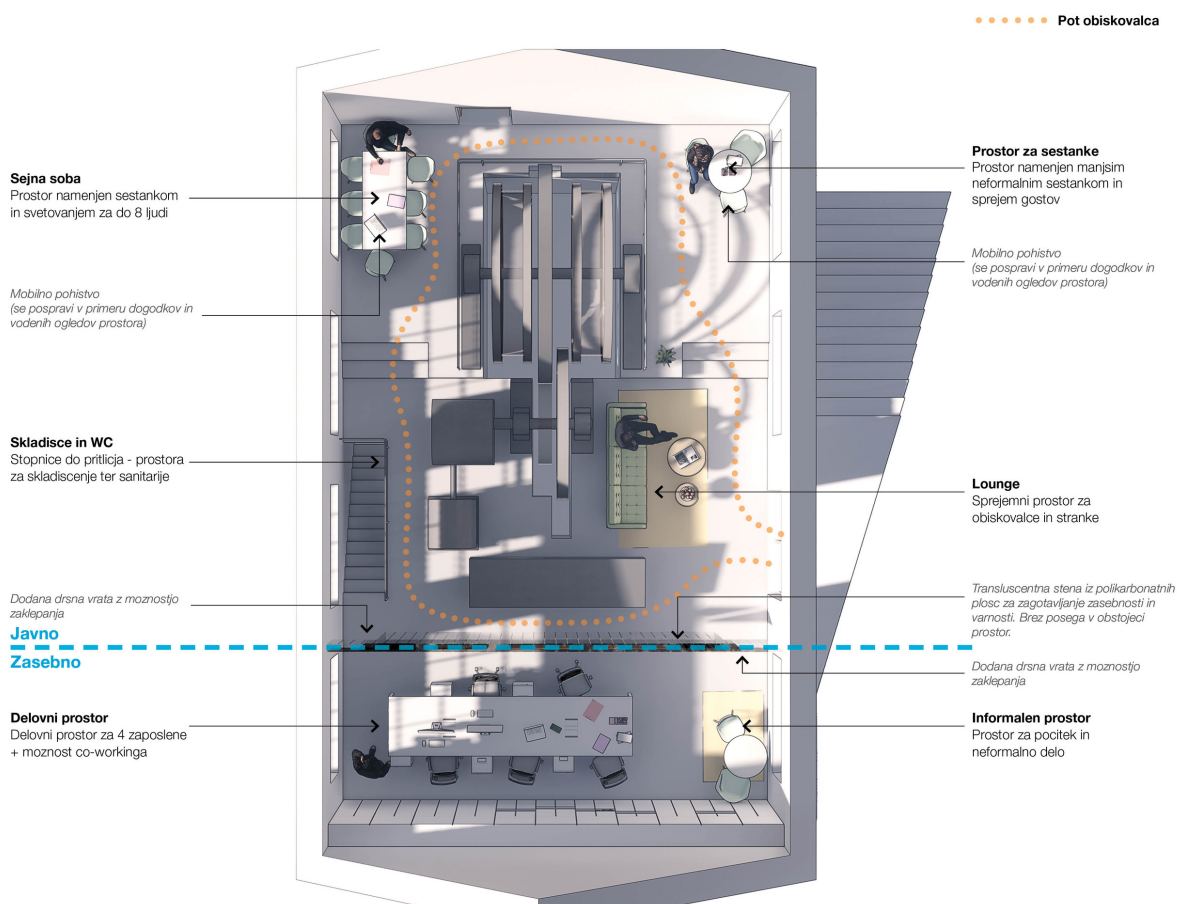 Pot obiskovalca
Sejna soba
Prostor namenjen sestankom
in svetovanjem za do 8 ljudi
Mobilno pohistvo
(se pospravi v primeru dogodkov in
vodenih ogledov prostora)
Skladisce in WC
Stopnice do pritlicja - prostora
za skladiscenje ter sanitarije
Dodana drsna vrata z moznostjo
zaklepanja
Javno
Zasebno
Delovni prostor
Delovni prostor za 4 zaposlene
+ moznost co-workinga
Prostor za sestanke
Prostor namenjen manjsim
neformalnim sestankom in
sprejem gostov
Mobilno pohistvo
(se pospravi v primeru dogodkov in
vodenih ogledov prostora)
Lounge
Sprejemni prostor za
obiskovalce in stranke
Transluscentna stena iz polikarbonatnih
plosc za zagotavljanje zasebnosti in
varnosti. Brez posega v obstojeci
prostor.
Dodana drsna vrata z moznostjo
zaklepanja
Informalen prostor
Prostor za pocitek in
neformalno delo